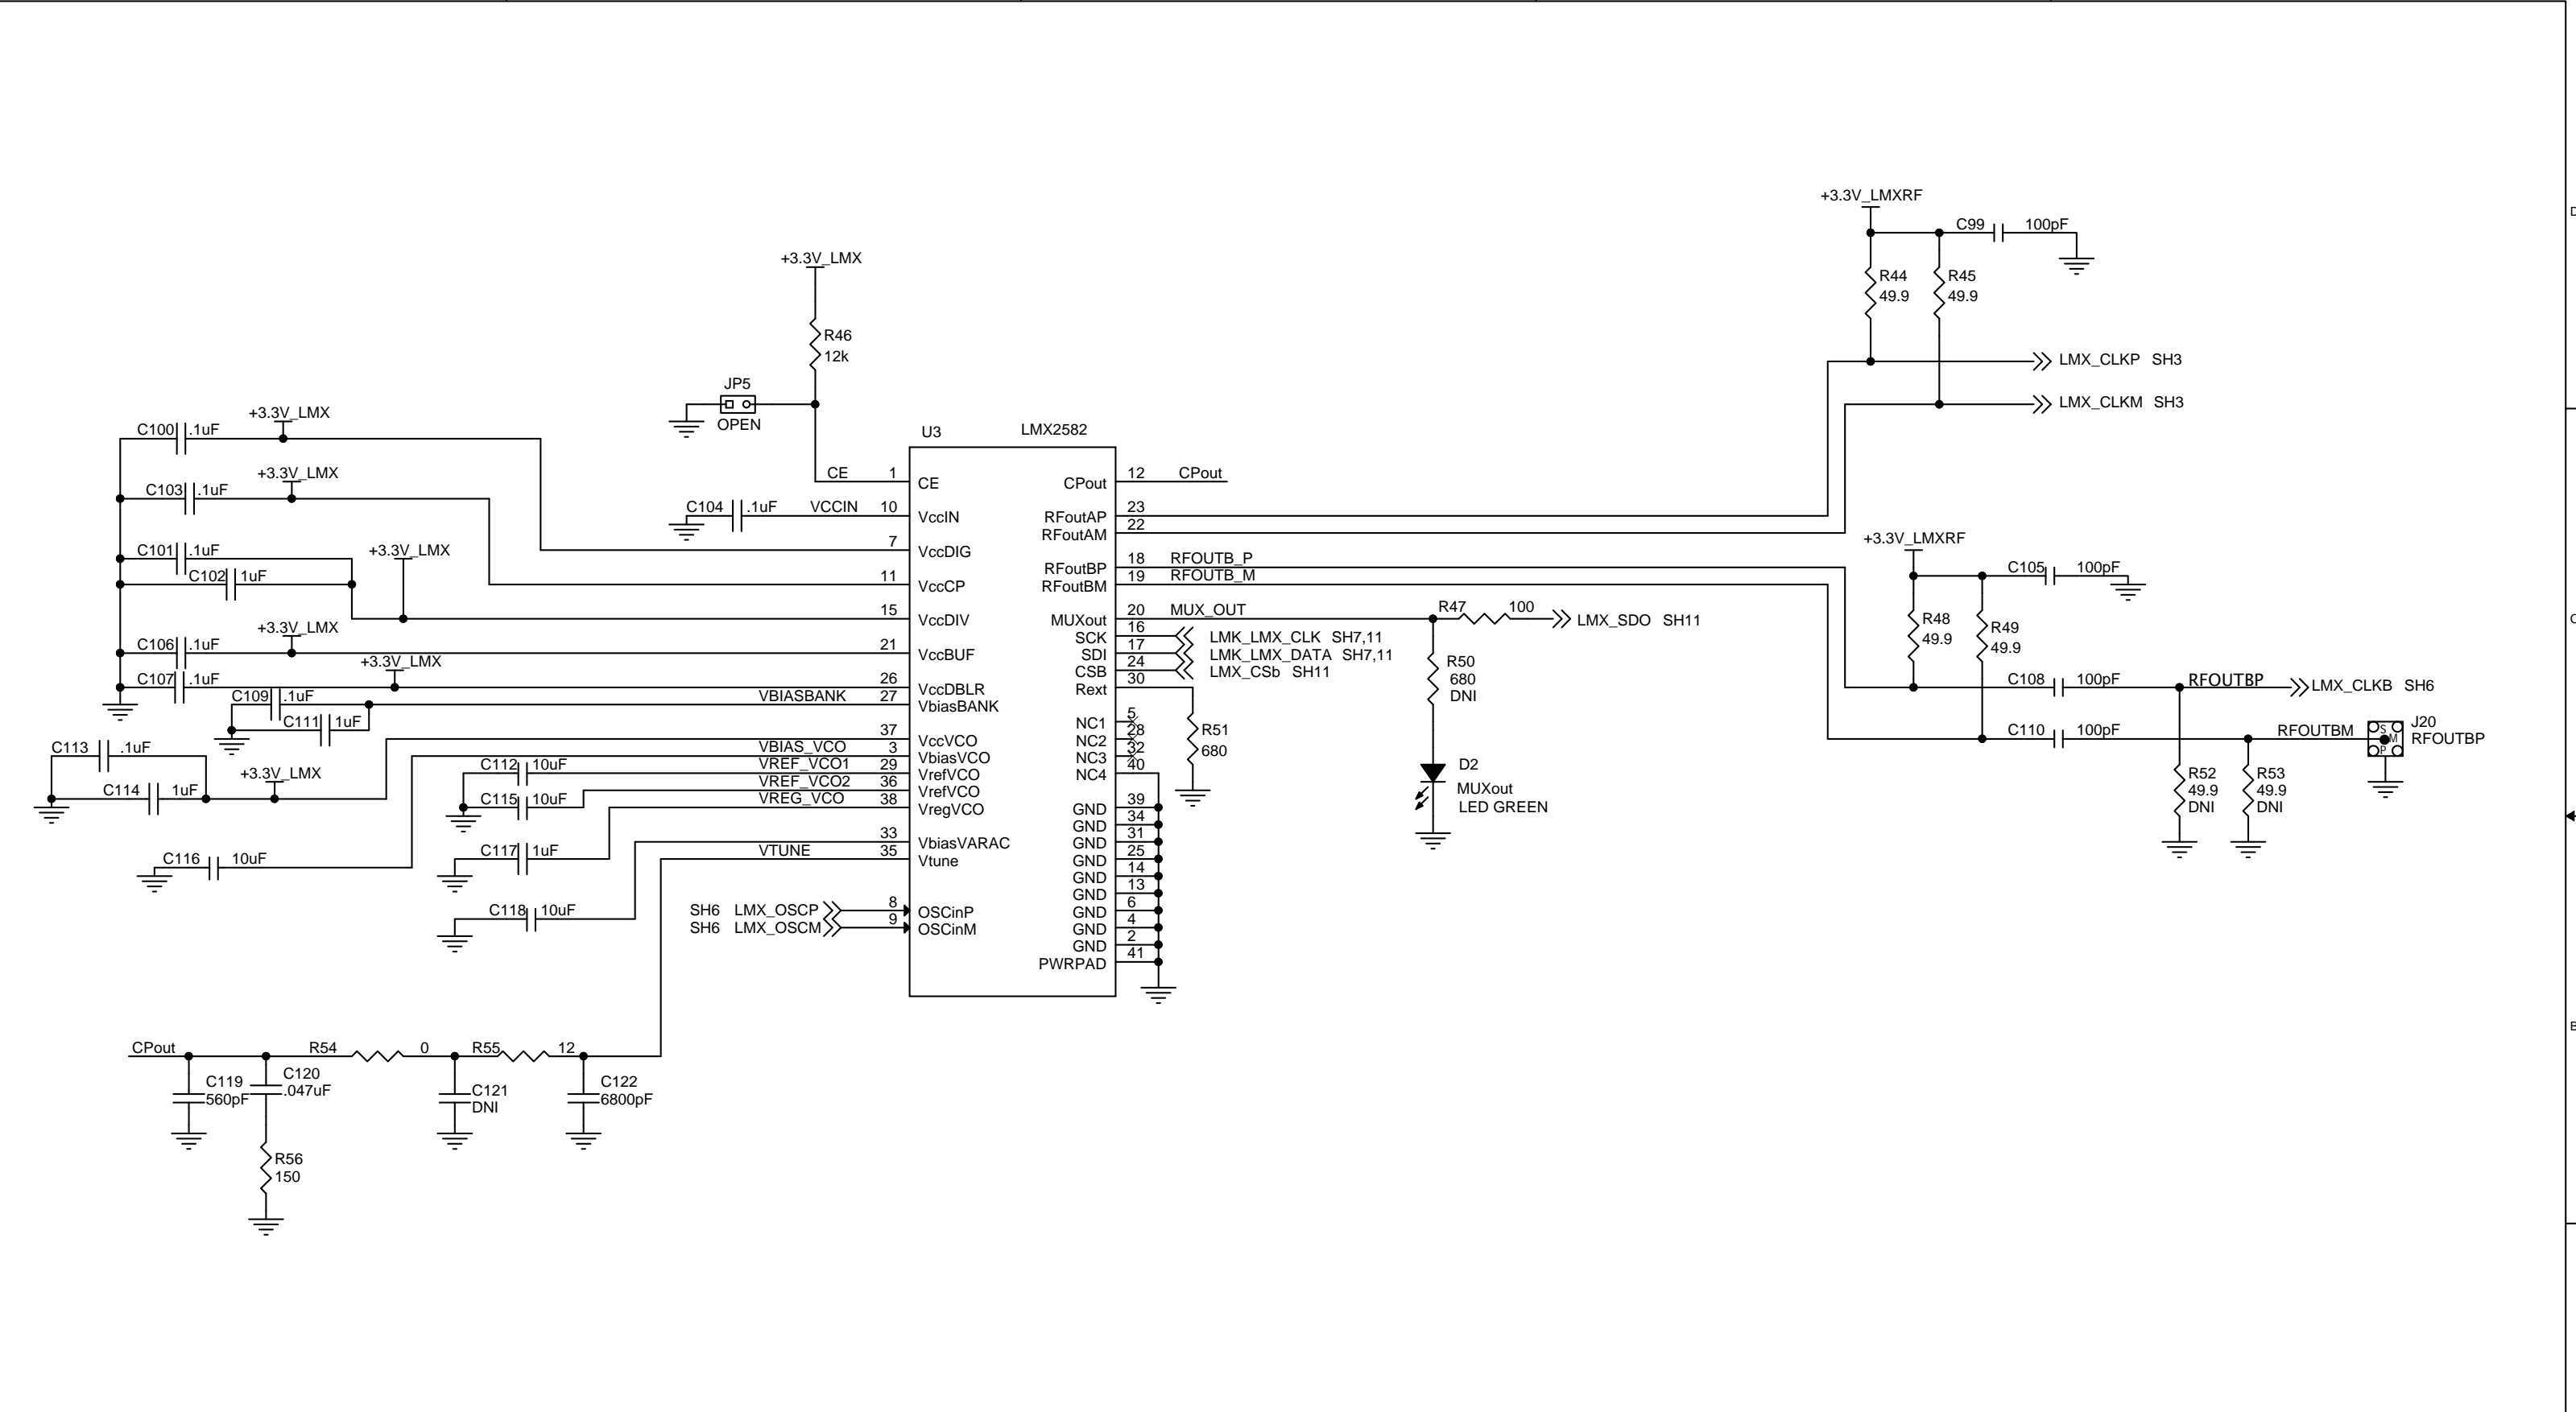 +3.3V_LMXRF
C99 100pF
R44 49.9
R45 49.9
LMX_CLKP SH3
LMX_CLKM SH3
+3.3V_LMX
R46 12k
JP5
OPEN
C100 .1uF +3.3V_LMX
C103 .1uF +3.3V_LMX
C101 .1uF +3.3V_LMX
C102 1uF
C106 .1uF +3.3V_LMX
C107 .1uF +3.3V_LMX
C109 .1uF
C111 1uF
C113 .1uF
C114 1uF +3.3V_LMX
C116 10uF
C104 .1uF
C112 10uF
C115 10uF
C117 1uF
C118 10uF
U3 LMX2582
CE 1 CE
VCCIN 10 VccIN
7 VccDIG
11 VccCP
15 VccDIV
21 VccBUF
26 VccDBLR
VBIASBANK 27 VbiasBANK
37 VccVCO
VBIAS_VCO 3 VbiasVCO
VREF_VCO1 29 VrefVCO
VREF_VCO2 36 VrefVCO
VREG_VCO 38 VregVCO
33 VbiasVARAC
VTUNE 35 Vtune
SH6 LMX_OSCP 8 OSCinP
SH6 LMX_OSCM 9 OSCinM
CPout 12 CPout
RFoutAP 23
RFoutAM 22
RFoutBP 18 RFOUTB_P
RFoutBM 19 RFOUTB_M
MUXout 20 MUX_OUT
SCK 16 LMK_LMX_CLK SH7,11
SDI 17 LMK_LMX_DATA SH7,11
CSB 24 LMX_CSb SH11
Rext 30
NC1 5
NC2 28
NC3 32
NC4 40
GND 39
GND 34
GND 31
GND 25
GND 14
GND 13
GND 6
GND 4
GND 2
PWRPAD 41
R51 680
R47 100 LMX_SDO SH11
R50
680
DNI
D2
MUXout
LED GREEN
+3.3V_LMXRF
C105 100pF
R48 49.9
R49 49.9
C108 100pF RFOUTBP LMX_CLKB SH6
C110 100pF RFOUTBM
J20
RFOUTBP
S
M
P
R52
49.9
DNI
R53
49.9
DNI
CPout R54 0 R55 12
C119 560pF
C120 .047uF
C121 DNI
C122 6800pF
R56 150
D
C
B